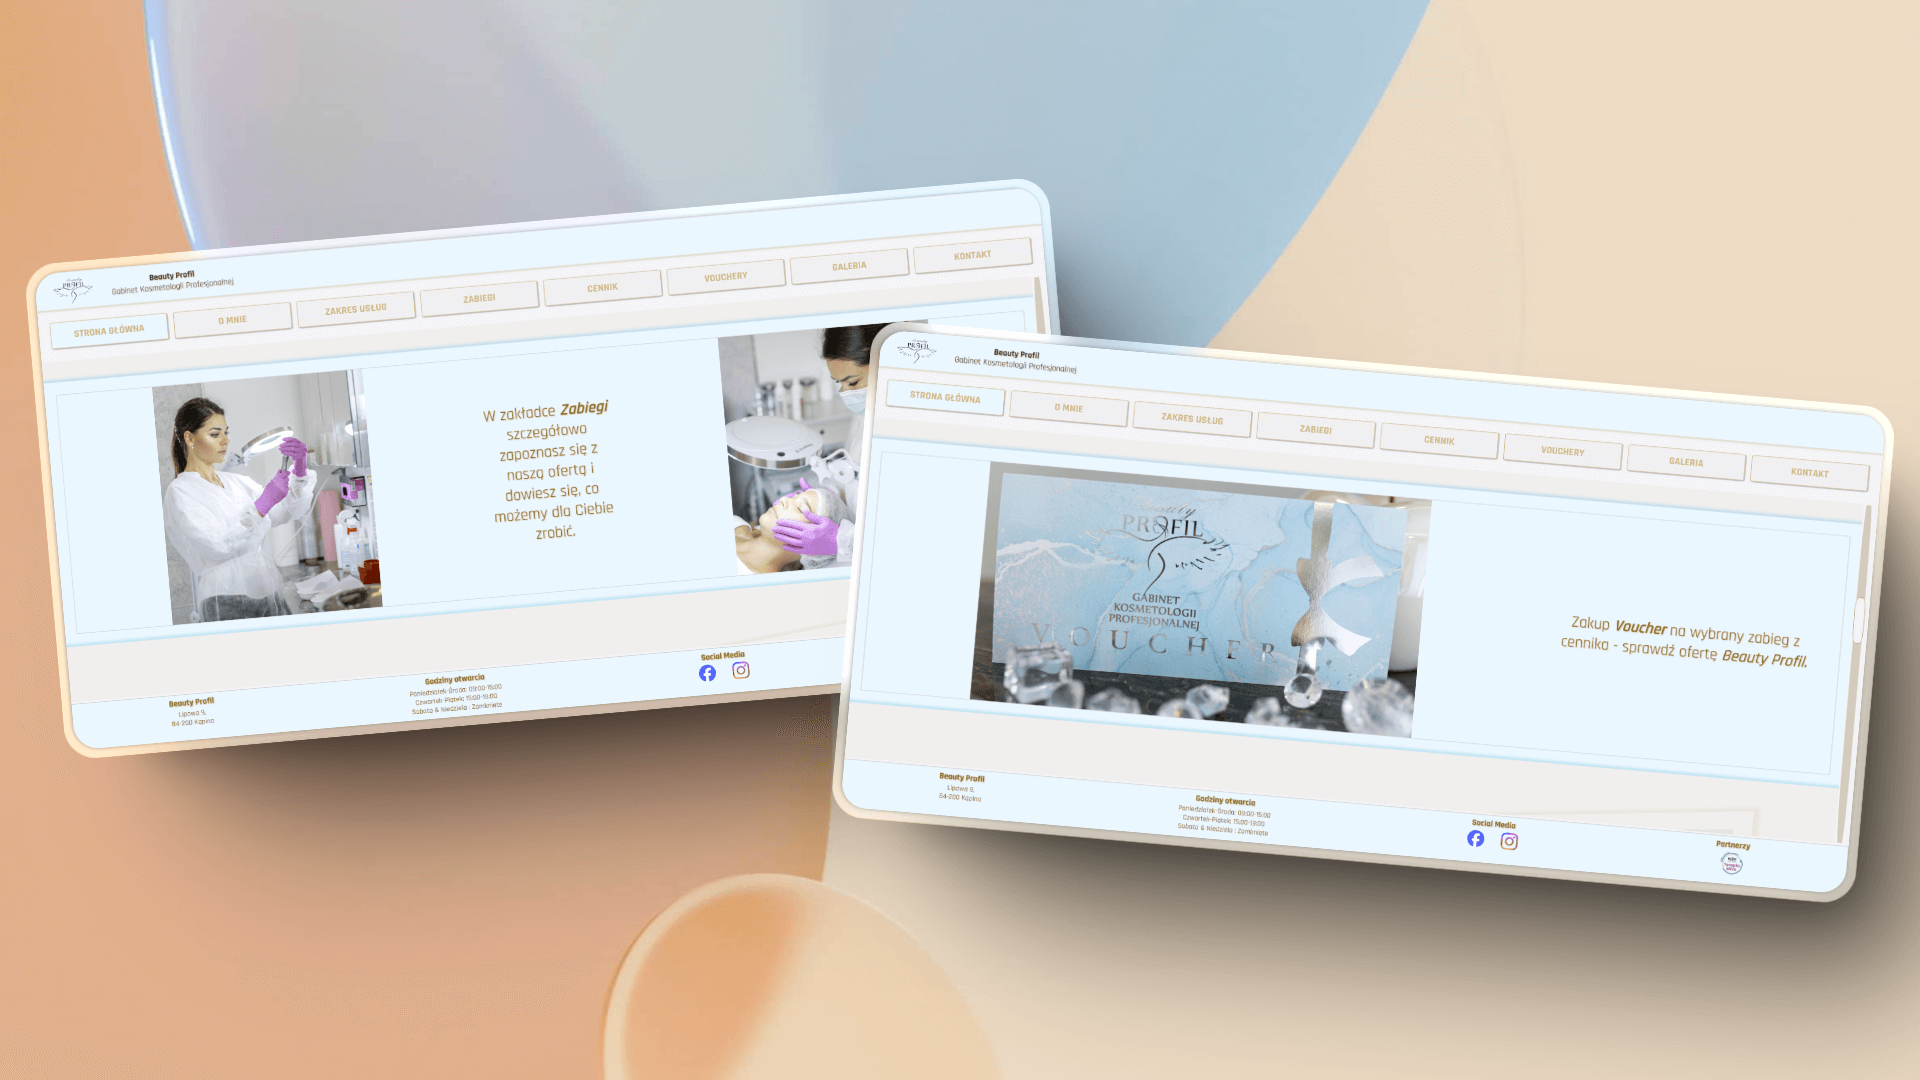 PROFIL
Beauty Profil
Gabinet Kosmetologii Profesjonalnej
STRONA GŁÓWNA
O MNIE
ZAKRES USŁUG
ZABIEGI
CENNIK
VOUCHERY
GALERIA
KONTAKT
W zakładce Zabiegi
szczegółowo
zapoznasz się z
naszą ofertą i
dowiesz się, co
możemy dla Ciebie
zrobić.
Beauty Profil
Lipowa 9,
84-200 Kąpino
Godziny otwarcia
Poniedziałek-Środa: 09:00-15:00
Czwartek-Piątek: 15:00-19:00
Sobota & Niedziela : Zamknięte
Social Media
PROFIL
Beauty Profil
Gabinet Kosmetologii Profesjonalnej
STRONA GŁÓWNA
O MNIE
ZAKRES USŁUG
ZABIEGI
CENNIK
VOUCHERY
GALERIA
KONTAKT
Beauty
PROFIL
GABINET
KOSMETOLOGII
PROFESJONALNEJ
VOUCHER
Zakup Voucher na wybrany zabieg z
cennika - sprawdź ofertę Beauty Profil.
Beauty Profil
Lipowa 9,
84-200 Kąpino
Godziny otwarcia
Poniedziałek-Środa: 09:00-15:00
Czwartek-Piątek: 15:00-19:00
Sobota & Niedziela : Zamknięte
Social Media
Partnerzy